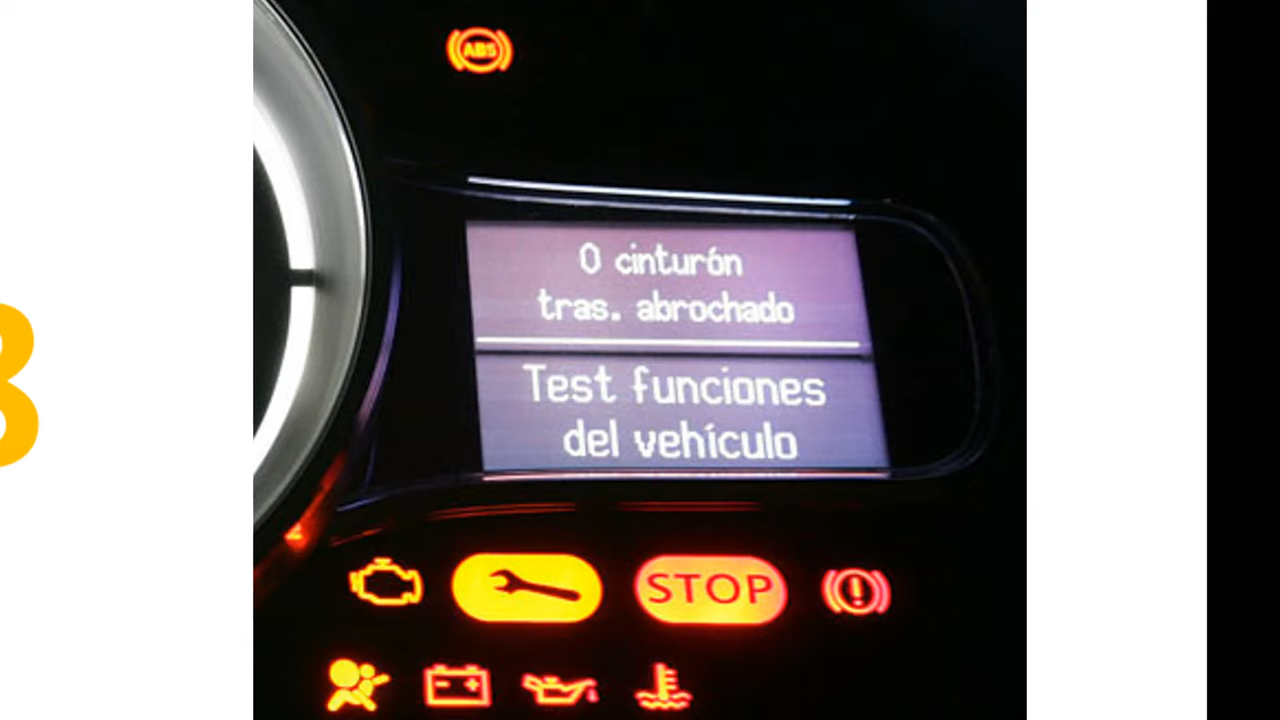 ABS
0 cinturón
tras. abrochado
Test funciones
del vehículo
STOP